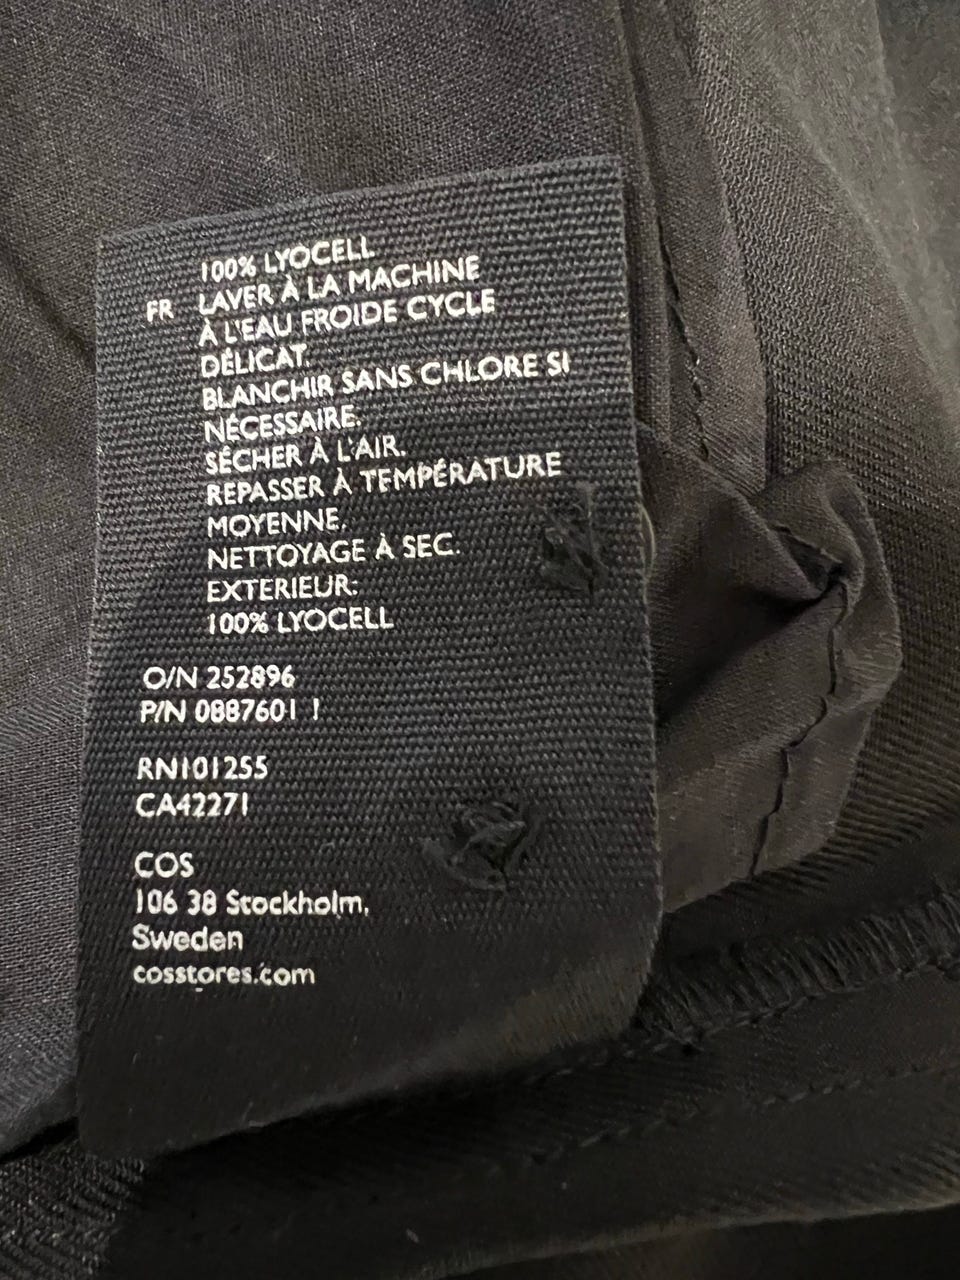 100% LYOCELL
FR LAVER À LA MACHINE
À L'EAU FROIDE CYCLE
DÉLICAT.
BLANCHIR SANS CHLORE SI
NÉCESSAIRE.
SÉCHER À L'AIR.
REPASSER À TEMPÉRATURE
MOYENNE.
NETTOYAGE À SEC.
EXTERIEUR:
100% LYOCELL
O/N 252896
P/N 0887601 1
RN101255
CA42271
COS
106 38 Stockholm,
Sweden
cosstores.com